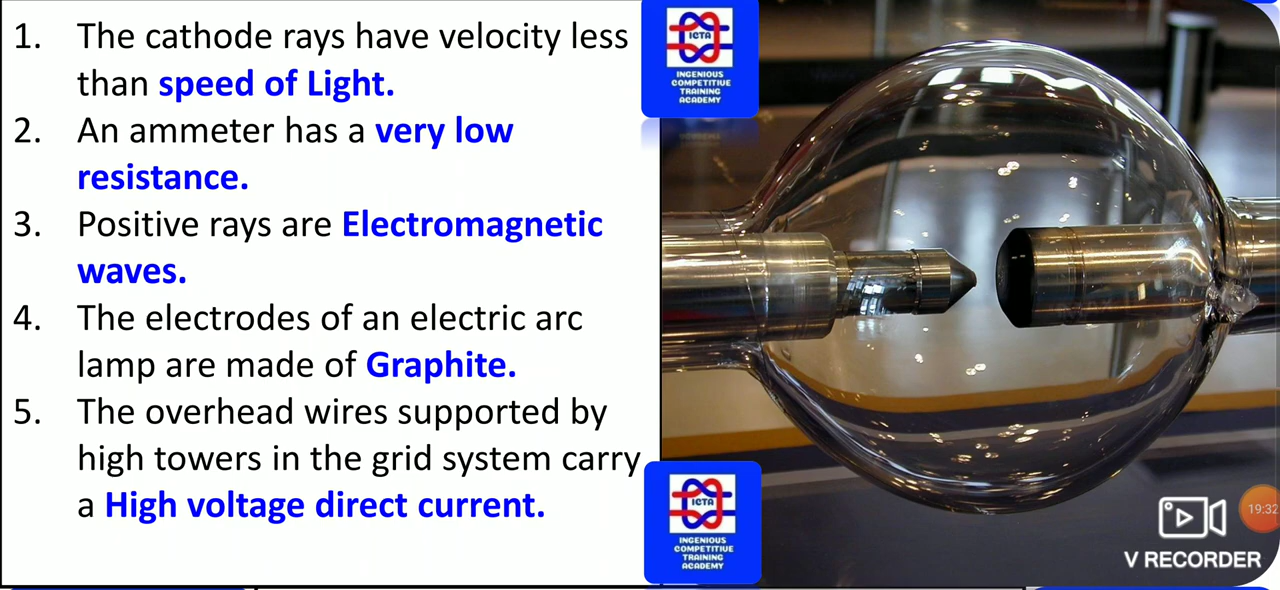 1. The cathode rays have velocity less
than speed of Light.
2. An ammeter has a very low
resistance.
3. Positive rays are Electromagnetic
waves.
4. The electrodes of an electric arc
lamp are made of Graphite.
5. The overhead wires supported by
high towers in the grid system carry
a High voltage direct current.
ICTA
INGENIOUS
COMPETITIVE
TRAINING
ACADEMY
ICTA
INGENIOUS
COMPETITIVE
TRAINING
ACADEMY
19:32
V RECORDER